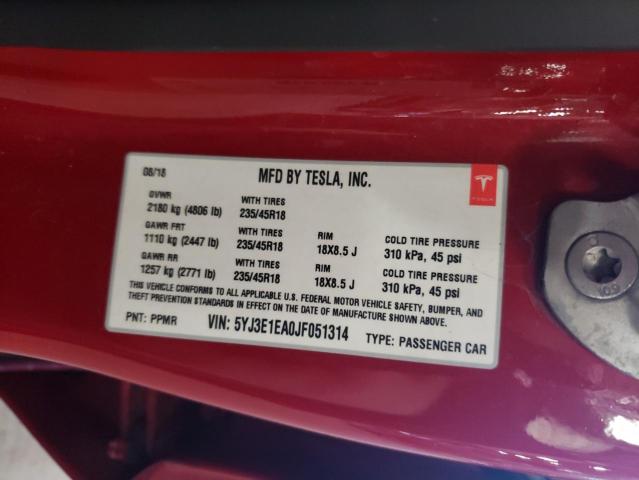 08/18
MFD BY TESLA, INC.
TESLA
GVWR
WITH TIRES
2180 kg (4806 lb)
235/45R18
GAWR FRT
WITH TIRES
RIM
COLD TIRE PRESSURE
1110 kg (2447 lb)
235/45R18
18X8.5 J
310 kPa, 45 psi
GAWR RR
WITH TIRES
RIM
COLD TIRE PRESSURE
1257 kg (2771 lb)
235/45R18
18X8.5 J
310 kPa, 45 psi
THIS VEHICLE CONFORMS TO ALL APPLICABLE U.S. FEDERAL MOTOR VEHICLE SAFETY, BUMPER, AND
THEFT PREVENTION STANDARDS IN EFFECT ON THE DATE OF MANUFACTURE SHOWN ABOVE.
PNT: PPMR
VIN: 5YJ3E1EA0JF051314
TYPE: PASSENGER CAR
10.9